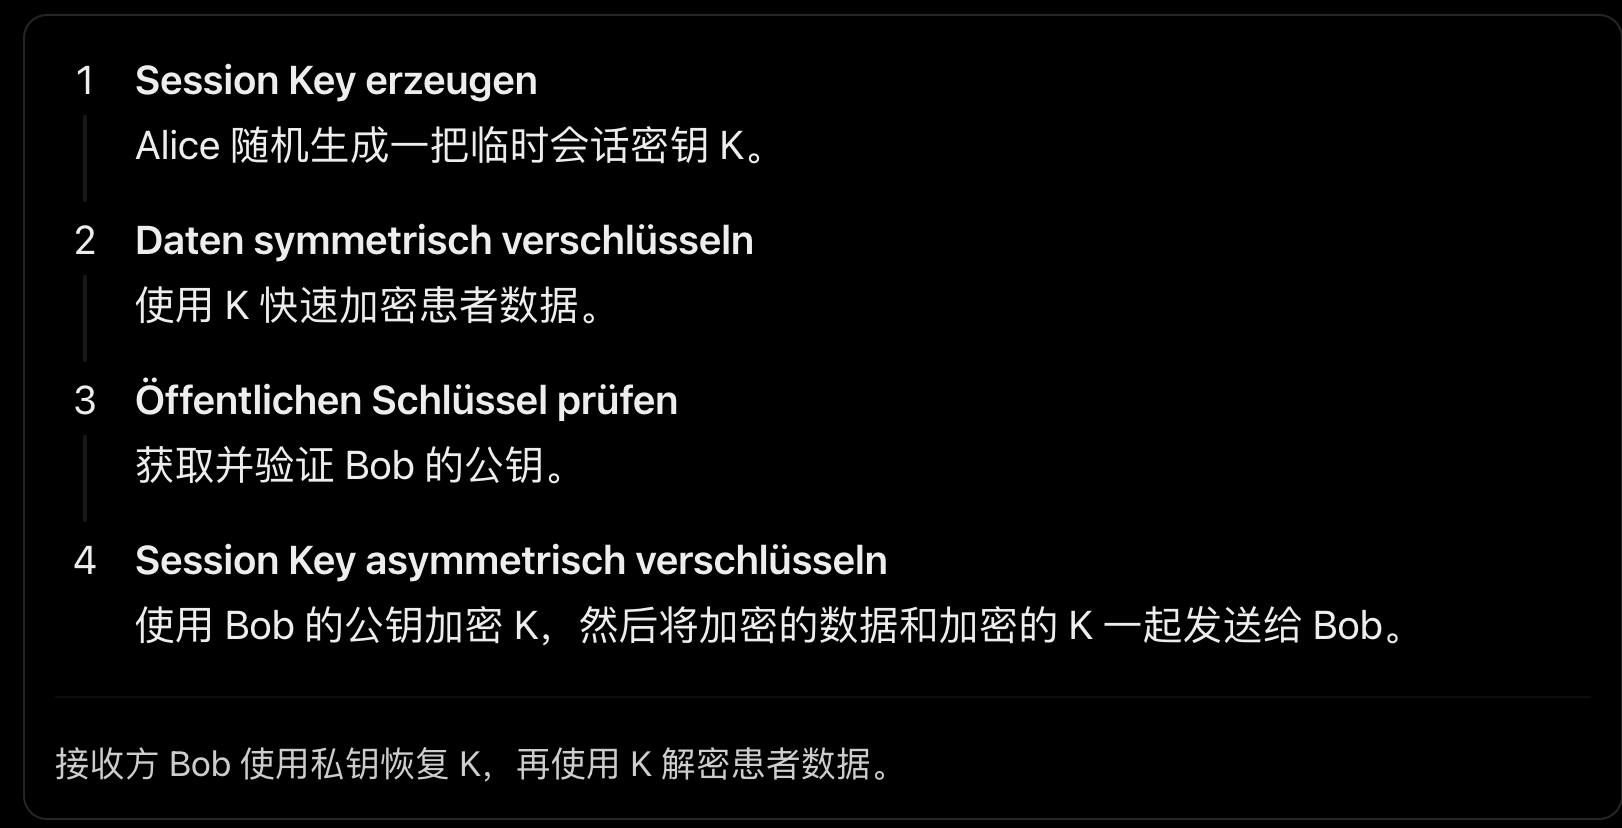 1 Session Key erzeugen
Alice 随机生成一把临时会话密钥 K。
2 Daten symmetrisch verschlüsseln
使用 K 快速加密患者数据。
3 Öffentlichen Schlüssel prüfen
获取并验证 Bob 的公钥。
4 Session Key asymmetrisch verschlüsseln
使用 Bob 的公钥加密 K，然后将加密的数据和加密的 K 一起发送给 Bob。
接收方 Bob 使用私钥恢复 K，再使用 K 解密患者数据。